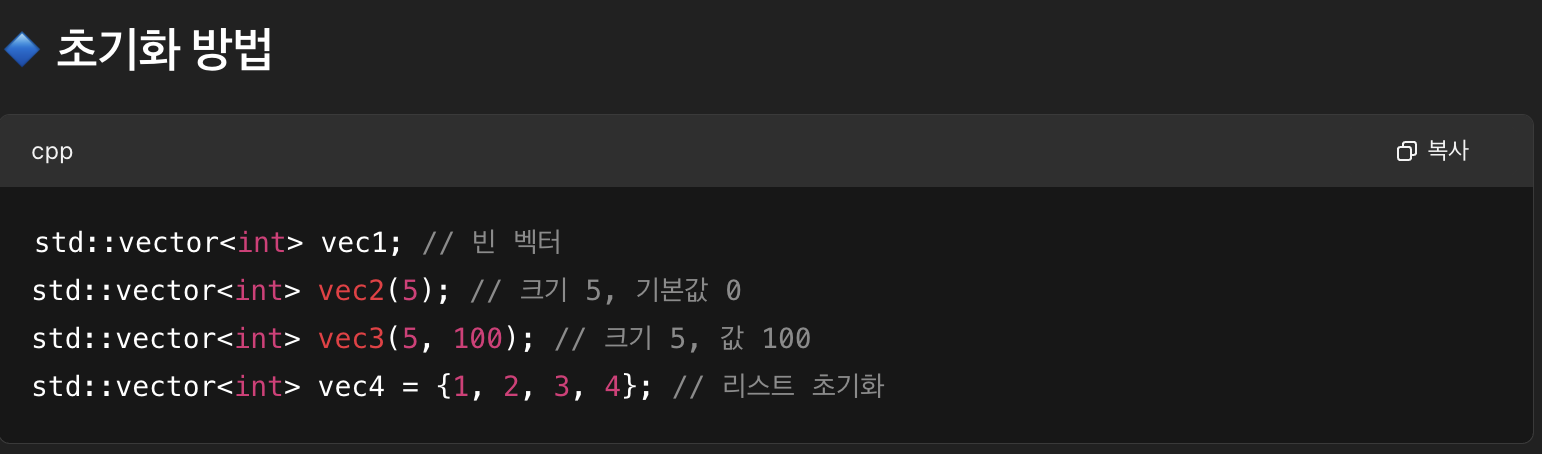 초기화 방법
cpp
복사
std::vector<int> vec1; // 빈 벡터
std::vector<int> vec2(5); // 크기 5, 기본값 0
std::vector<int> vec3(5, 100); // 크기 5, 값 100
std::vector<int> vec4 = {1, 2, 3, 4}; // 리스트 초기화